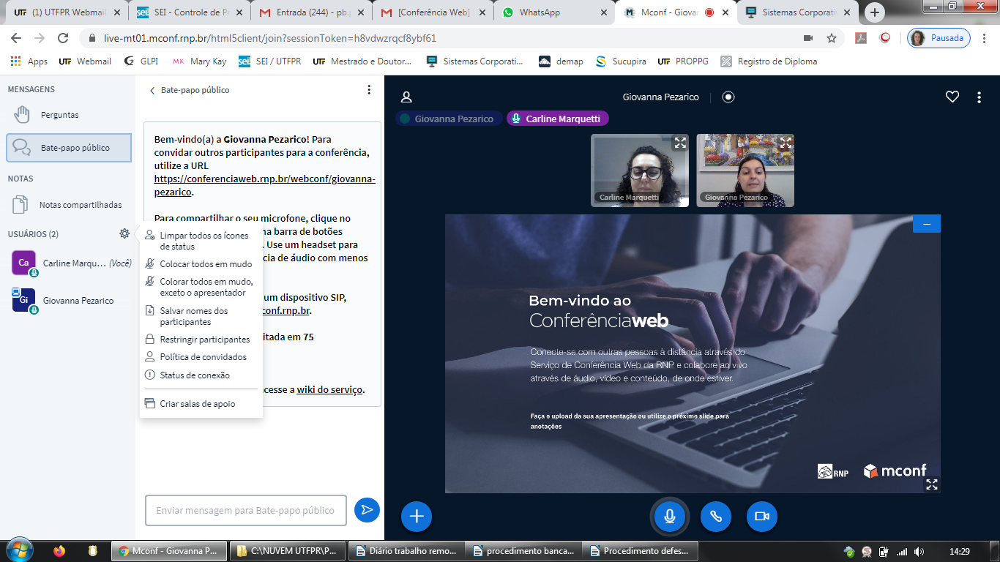 (1) UTFPR Webmail
SEI - Controle de Pr
Entrada (244) - pb.p
[Conferência Web]
WhatsApp
Mconf - Giovan
Sistemas Corporati
live-mt01.mconf.rnp.br/html5client/join?sessionToken=h8vdwzrqcf8ybf61
Pausada
Apps
UTF Webmail
GLPI
MK Mary Kay
sei! SEI / UTFPR
UTF Mestrado e Doutor...
Sistemas Corporati...
demap
Sucupira
UTF PROPPG
Registro de Diploma
MENSAGENS
Perguntas
Bate-papo público
NOTAS
Notas compartilhadas
USUÁRIOS (2)
Ca
Carline Marqu... (Você)
Gi
Giovanna Pezarico
Limpar todos os ícones
de status
Colocar todos em mudo
Colorar todos em mudo,
exceto o apresentador
Salvar nomes dos
participantes
Restringir participantes
Política de convidados
Status de conexão
Criar salas de apoio
Bate-papo público
Bem-vindo(a) a Giovanna Pezarico! Para
convidar outros participantes para a conferência,
utilize a URL
https://conferenciaweb.rnp.br/webconf/giovanna-
pezarico.
Para compartilhar o seu microfone, clique no
na barra de botões
. Use um headset para
cia de áudio com menos
um dispositivo SIP,
conf.rnp.br.
itada em 75
cesse a wiki do serviço.
Enviar mensagem para Bate-papo público
Giovanna Pezarico
Giovanna Pezarico
Carline Marquetti
Carline Marquetti
Giovanna Pezarico
Bem-vindo ao
Conferênciaweb
Conecte-se com outras pessoas à distância através do
Serviço de Conferência Web da RNP e colabore ao vivo
através de áudio, vídeo e conteúdo, de onde estiver.
Faça o upload da sua apresentação ou utilize o próximo slide para
anotações
RNP
mconf
Mconf - Giovanna P...
C:\NUVEM UTFPR\P...
Diário trabalho remo...
procedimento banca...
Procedimento defes...
14:29